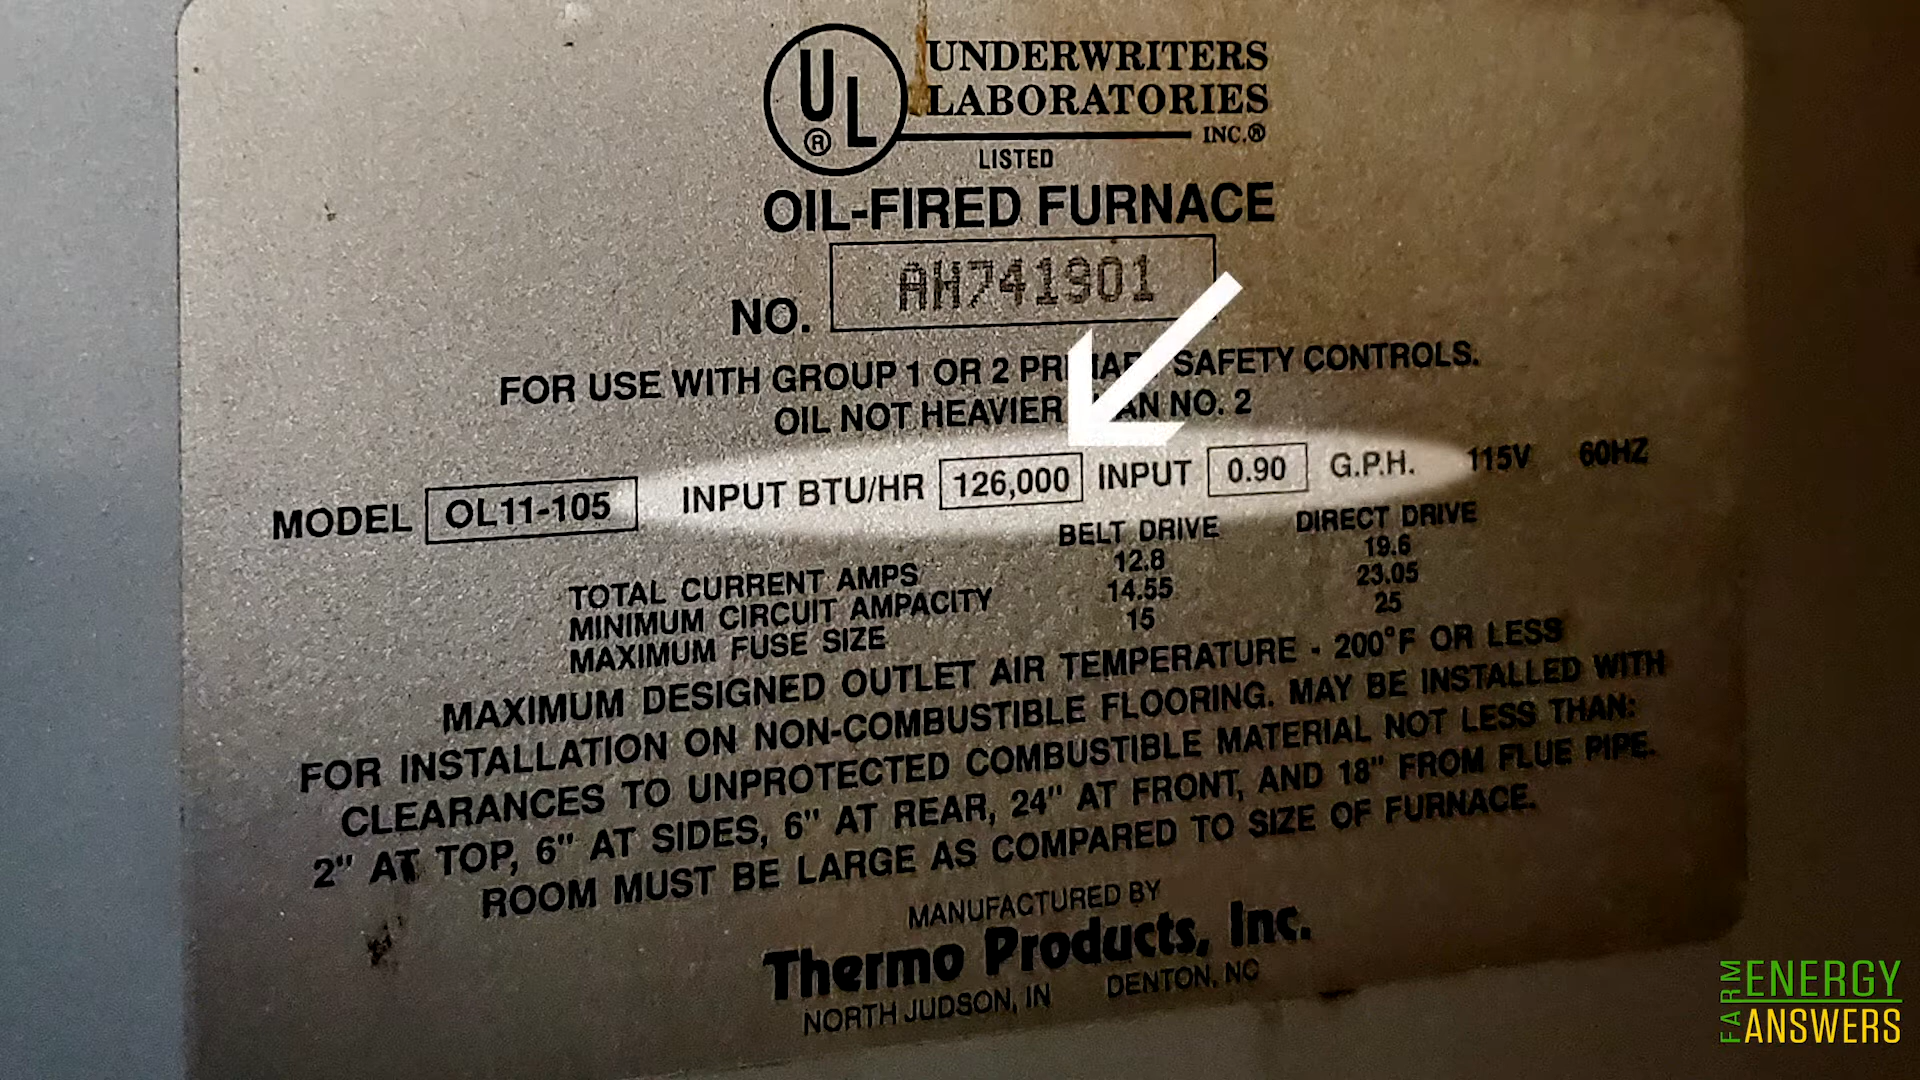 UL®
UNDERWRITERS
LABORATORIES
INC.®
LISTED
OIL-FIRED FURNACE
NO. AH741901
FOR USE WITH GROUP 1 OR 2 SAFETY CONTROLS.
OIL NOT HEAVIER NO. 2
MODEL OL11-105 INPUT BTU/HR 126,000 INPUT 0.90 G.P.H. 115V 60HZ
BELT DRIVE DIRECT DRIVE
TOTAL CURRENT AMPS 12.8 19.6
MINIMUM CIRCUIT AMPACITY 14.55 23.05
MAXIMUM FUSE SIZE 15 25
MAXIMUM DESIGNED OUTLET AIR TEMPERATURE - 200°F OR LESS
FOR INSTALLATION ON NON-COMBUSTIBLE FLOORING. MAY BE INSTALLED WITH
CLEARANCES TO UNPROTECTED COMBUSTIBLE MATERIAL NOT LESS THAN:
2" AT TOP, 6" AT SIDES, 6" AT REAR, 24" AT FRONT, AND 18" FROM FLUE PIPE.
ROOM MUST BE LARGE AS COMPARED TO SIZE OF FURNACE.
MANUFACTURED BY
Thermo Products, Inc.
NORTH JUDSON, IN DENTON, NC
FARM ENERGY
ANSWERS